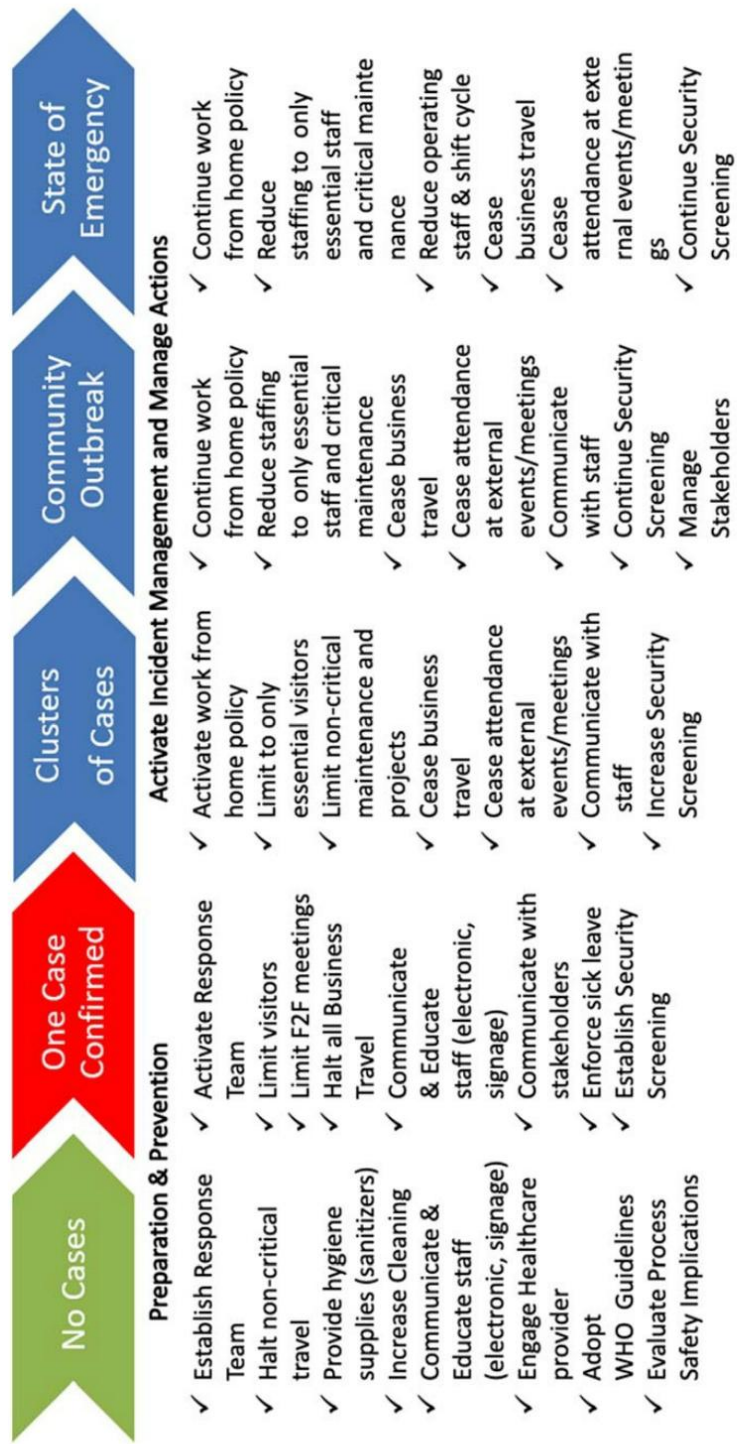 No Cases
One Case
Confirmed
Clusters
of Cases
Community
Outbreak
State of
Emergency
Preparation & Prevention
Activate Incident Management and Manage Actions
✓ Establish Response
Team
✓ Halt non-critical
travel
✓ Provide hygiene
supplies (sanitizers)
✓ Increase Cleaning
✓ Communicate &
Educate staff
(electronic, signage)
✓ Engage Healthcare
provider
✓ Adopt
WHO Guidelines
✓ Evaluate Process
Safety Implications
✓ Activate Response
Team
✓ Limit visitors
✓ Limit F2F meetings
✓ Halt all Business
Travel
✓ Communicate
& Educate
staff (electronic,
signage)
✓ Communicate with
stakeholders
✓ Enforce sick leave
✓ Establish Security
Screening
✓ Activate work from
home policy
✓ Limit to only
essential visitors
✓ Limit non-critical
maintenance and
projects
✓ Cease business
travel
✓ Cease attendance
at external
events/meetings
✓ Communicate with
staff
✓ Increase Security
Screening
✓ Continue work
from home policy
✓ Reduce staffing
to only essential
staff and critical
maintenance
✓ Cease business
travel
✓ Cease attendance
at external
events/meetings
✓ Communicate
with staff
✓ Continue Security
Screening
✓ Manage
Stakeholders
✓ Continue work
from home policy
✓ Reduce
staffing to only
essential staff
and critical mainte
nance
✓ Reduce operating
staff & shift cycle
✓ Cease
business travel
✓ Cease
attendance at exte
rnal events/meetin
gs
✓ Continue Security
Screening